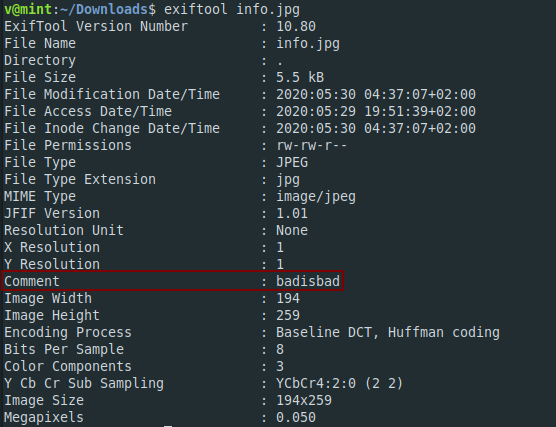 v@mint:~/Downloads$ exiftool info.jpg
ExifTool Version Number : 10.80
File Name : info.jpg
Directory : .
File Size : 5.5 kB
File Modification Date/Time : 2020:05:30 04:37:07+02:00
File Access Date/Time : 2020:05:29 19:51:39+02:00
File Inode Change Date/Time : 2020:05:30 04:37:07+02:00
File Permissions : rw-rw-r--
File Type : JPEG
File Type Extension : jpg
MIME Type : image/jpeg
JFIF Version : 1.01
Resolution Unit : None
X Resolution : 1
Y Resolution : 1
Comment : badisbad
Image Width : 194
Image Height : 259
Encoding Process : Baseline DCT, Huffman coding
Bits Per Sample : 8
Color Components : 3
Y Cb Cr Sub Sampling : YCbCr4:2:0 (2 2)
Image Size : 194x259
Megapixels : 0.050